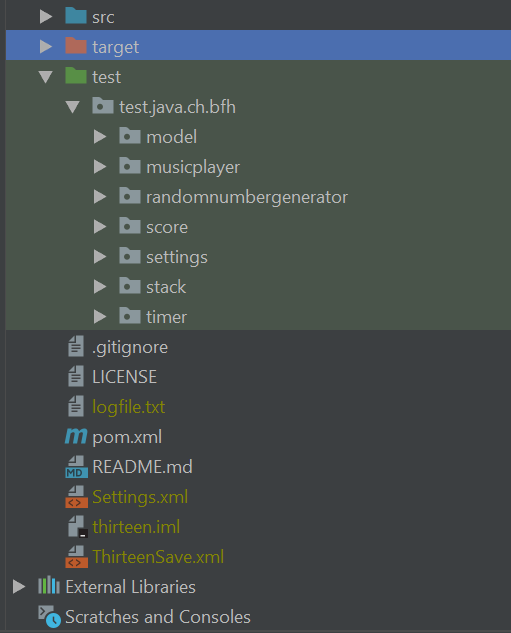 src
target
test
test.java.ch.bfh
model
musicplayer
randomnumbergenerator
score
settings
stack
timer
.gitignore
LICENSE
logfile.txt
m pom.xml
MD README.md
Settings.xml
thirteen.iml
ThirteenSave.xml
External Libraries
Scratches and Consoles